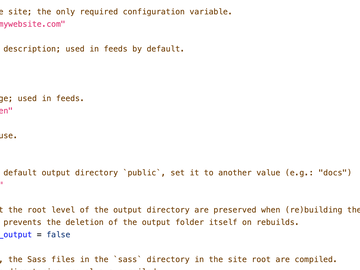 e site; the only required configuration variable.
mywebsite.com"
description; used in feeds by default.
ge; used in feeds.
en"
use.
default output directory `public`, set it to another value (e.g.: "docs")
"
t the root level of the output directory are preserved when (re)building the
prevents the deletion of the output folder itself on rebuilds.
_output = false
, the Sass files in the `sass` directory in the site root are compiled.